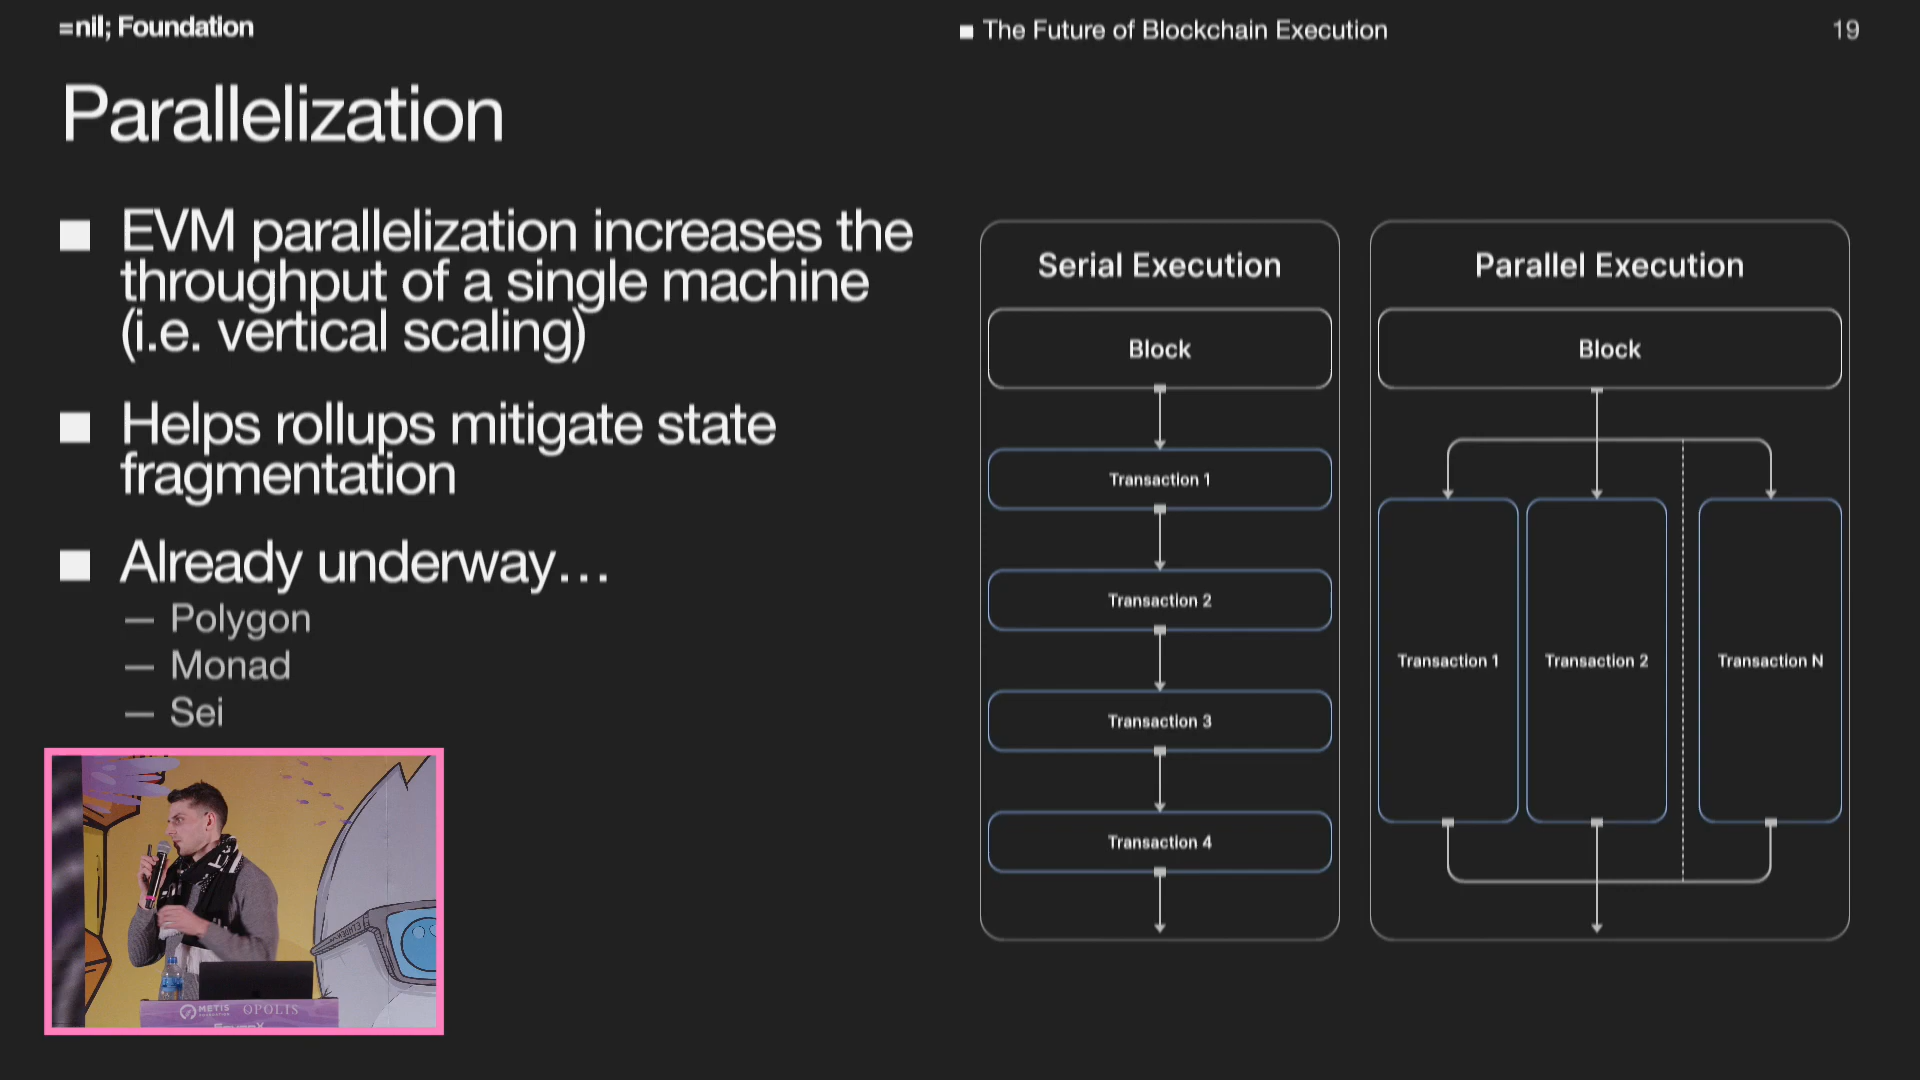 =nil; Foundation
■ The Future of Blockchain Execution
19
Parallelization
■ EVM parallelization increases the
throughput of a single machine
(i.e. vertical scaling)
■ Helps rollups mitigate state
fragmentation
■ Already underway...
— Polygon
— Monad
— Sei
Serial Execution
Block
Transaction 1
Transaction 2
Transaction 3
Transaction 4
Parallel Execution
Block
Transaction 1
Transaction 2
Transaction N
METIS
FOUNDATION
OPOLIS